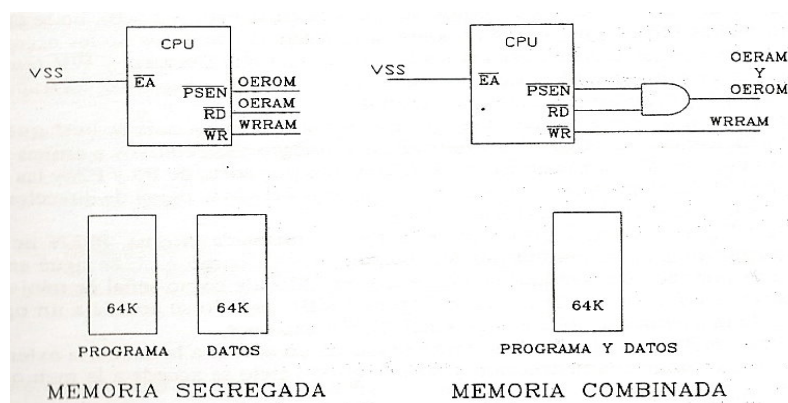 CPU
VSS
EA
PSEN
RD
WR
OEROM
OERAM
WRRAM
64K
64K
PROGRAMA
DATOS
MEMORIA SEGREGADA
CPU
VSS
EA
PSEN
RD
WR
OERAM
Y
OEROM
WRRAM
64K
PROGRAMA Y DATOS
MEMORIA COMBINADA